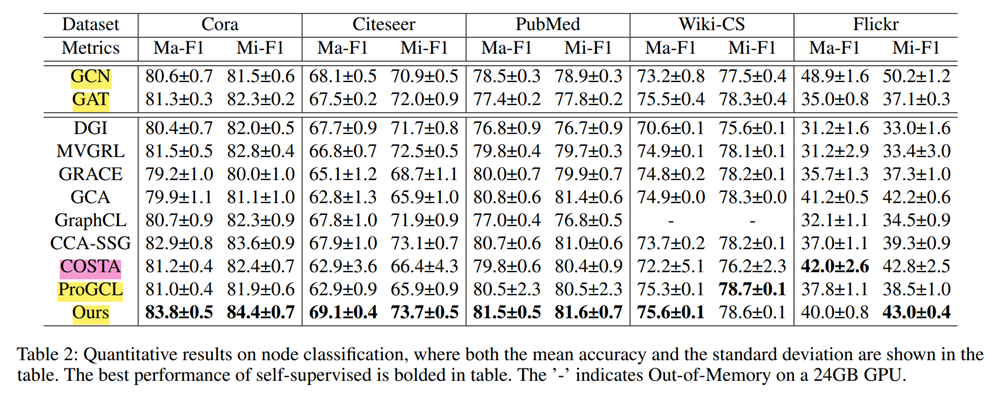 Dataset Cora Citeseer PubMed Wiki-CS Flickr
Metrics Ma-F1 Mi-F1 Ma-F1 Mi-F1 Ma-F1 Mi-F1 Ma-F1 Mi-F1 Ma-F1 Mi-F1
GCN 80.6±0.7 81.5±0.6 68.1±0.5 70.9±0.5 78.5±0.3 78.9±0.3 73.2±0.8 77.5±0.4 48.9±1.6 50.2±1.2
GAT 81.3±0.3 82.3±0.2 67.5±0.2 72.0±0.9 77.4±0.2 77.8±0.2 75.5±0.4 78.3±0.4 35.0±0.8 37.1±0.3
DGI 80.4±0.7 82.0±0.5 67.7±0.9 71.7±0.8 76.8±0.9 76.7±0.9 70.6±0.1 75.6±0.1 31.2±1.6 33.0±1.6
MVGRL 81.5±0.5 82.8±0.4 66.8±0.7 72.5±0.5 79.8±0.4 79.7±0.3 74.9±0.1 78.1±0.1 31.2±2.9 33.4±3.0
GRACE 79.2±1.0 80.0±1.0 65.1±1.2 68.7±1.1 80.0±0.7 79.9±0.7 74.8±0.2 78.2±0.1 35.7±1.3 37.3±1.0
GCA 79.9±1.1 81.1±1.0 62.8±1.3 65.9±1.0 80.8±0.6 81.4±0.6 74.9±0.0 78.3±0.0 41.2±0.5 42.2±0.6
GraphCL 80.7±0.9 82.3±0.9 67.8±1.0 71.9±0.9 77.0±0.4 76.8±0.5 - - 32.1±1.1 34.5±0.9
CCA-SSG 82.9±0.8 83.6±0.9 67.9±1.0 73.1±0.7 80.7±0.6 81.0±0.6 73.7±0.2 78.2±0.1 37.0±1.1 39.3±0.9
COSTA 81.2±0.4 82.4±0.7 62.9±3.6 66.4±4.3 79.8±0.6 80.4±0.9 72.2±5.1 76.2±2.3 42.0±2.6 42.8±2.5
ProGCL 81.0±0.4 81.9±0.6 62.9±0.9 65.9±0.9 80.5±2.3 80.5±2.3 75.3±0.1 78.7±0.1 37.8±1.1 38.5±1.0
Ours 83.8±0.5 84.4±0.7 69.1±0.4 73.7±0.5 81.5±0.5 81.6±0.7 75.6±0.1 78.6±0.1 40.0±0.8 43.0±0.4
Table 2: Quantitative results on node classification, where both the mean accuracy and the standard deviation are shown in the
table. The best performance of self-supervised is bolded in table. The ’-’ indicates Out-of-Memory on a 24GB GPU.